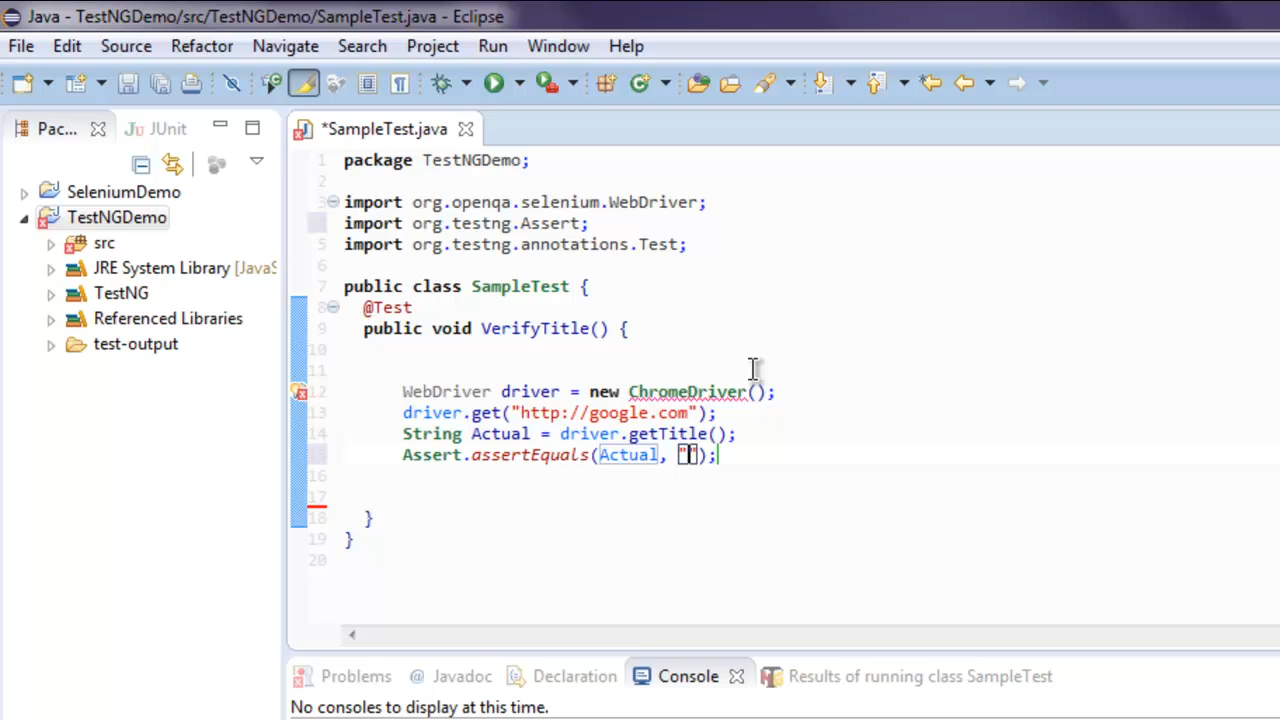 Java - TestNGDemo/src/TestNGDemo/SampleTest.java - Eclipse
File Edit Source Refactor Navigate Search Project Run Window Help
Pac... JUnit *SampleTest.java
SeleniumDemo
TestNGDemo
src
JRE System Library [JavaS
TestNG
Referenced Libraries
test-output
1 package TestNGDemo;
2
3 import org.openqa.selenium.WebDriver;
import org.testng.Assert;
5 import org.testng.annotations.Test;
6
7 public class SampleTest {
8 @Test
9 public void VerifyTitle() {
10
11
12 WebDriver driver = new ChromeDriver();
13 driver.get("http://google.com");
14 String Actual = driver.getTitle();
15 Assert.assertEquals(Actual, "");
16
17
18 }
19 }
20
Problems @ Javadoc Declaration Console Results of running class SampleTest
No consoles to display at this time.